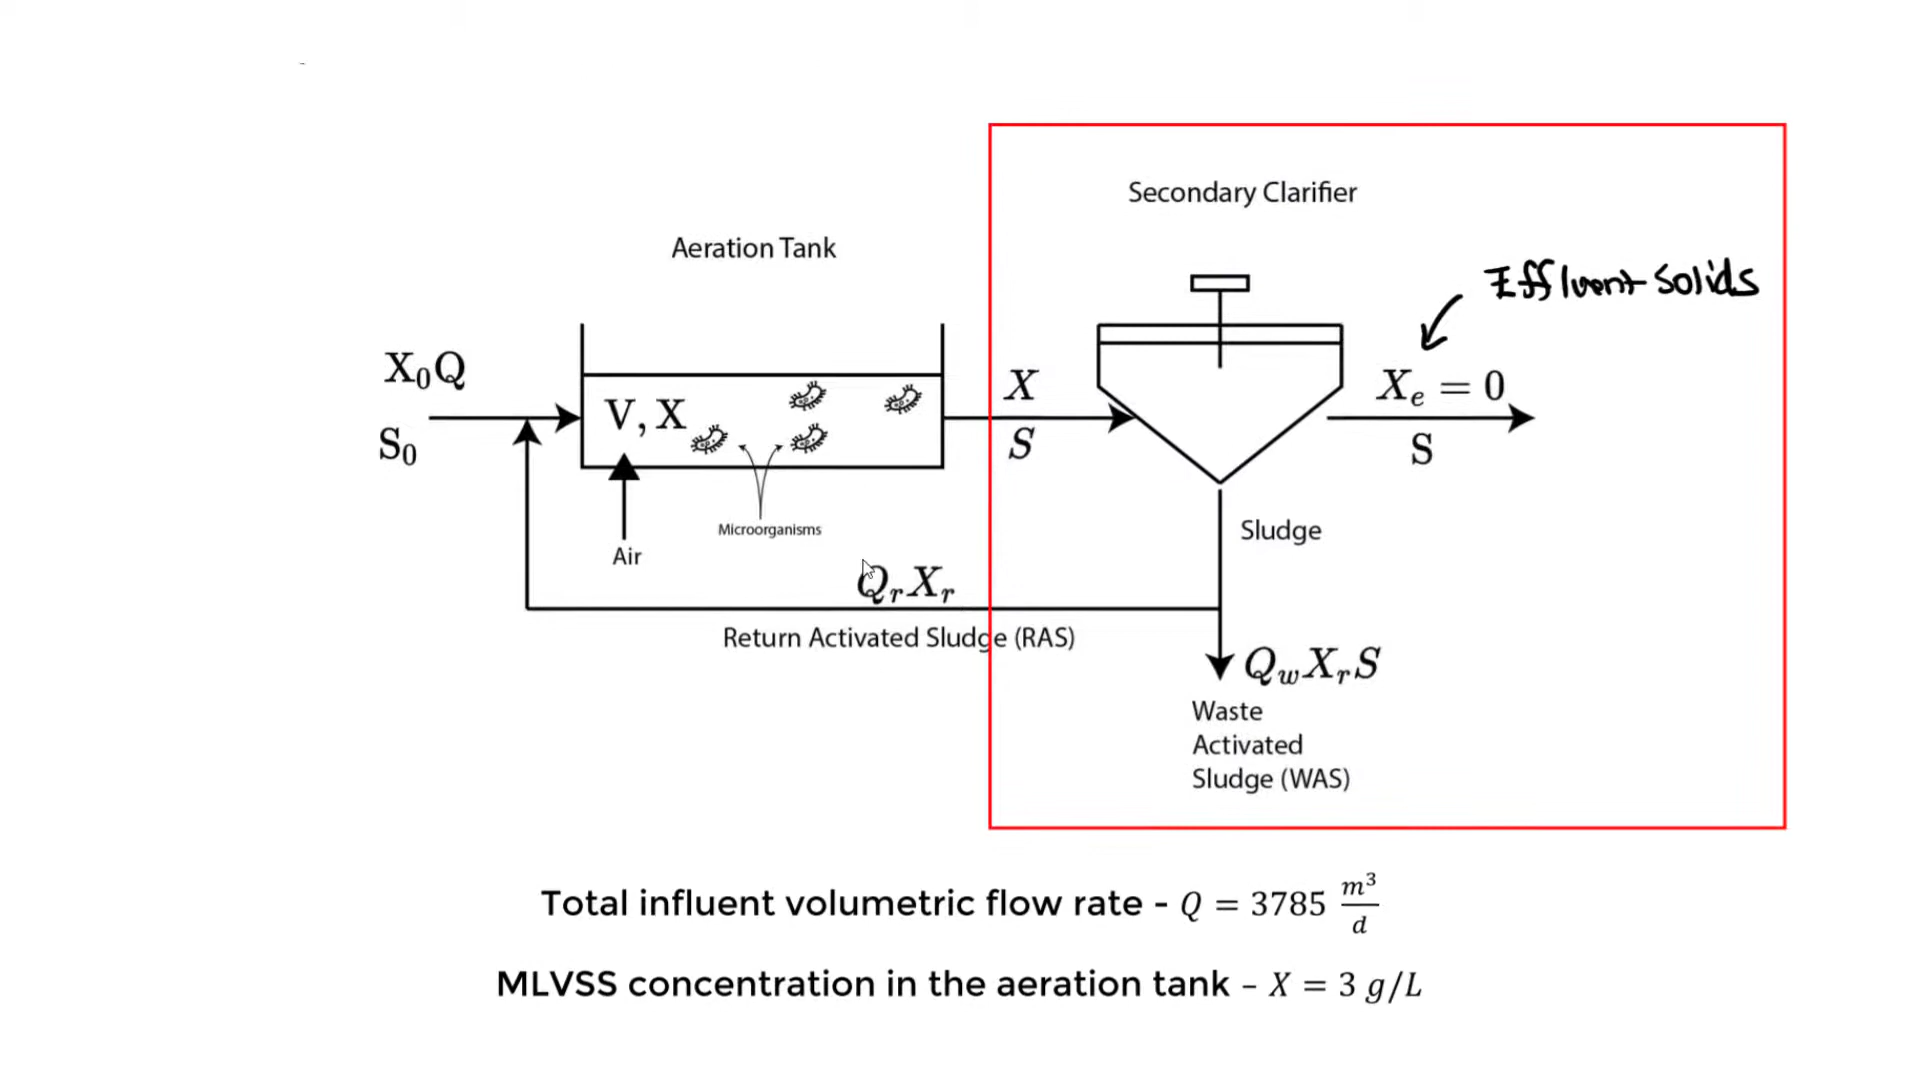 Secondary Clarifier
Aeration Tank
Effluent Solids
X₀Q
S₀
V, X
X
S
Xₑ = 0
S
Microorganisms
Air
Sludge
QᵣXᵣ
Return Activated Sludge (RAS)
Q_wXᵣS
Waste
Activated
Sludge (WAS)
Total influent volumetric flow rate - Q = 3785 m³/d
MLVSS concentration in the aeration tank – X = 3 g/L